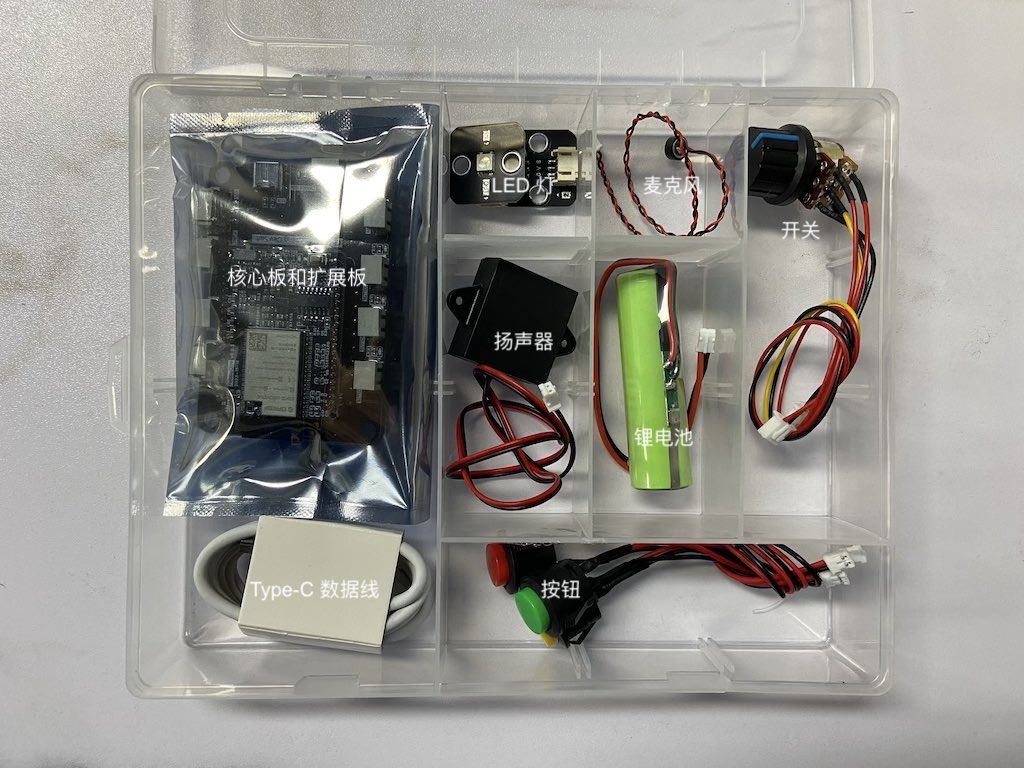 LED 灯
麦克风
开关
核心板和扩展板
扬声器
锂电池
Type-C 数据线
按钮